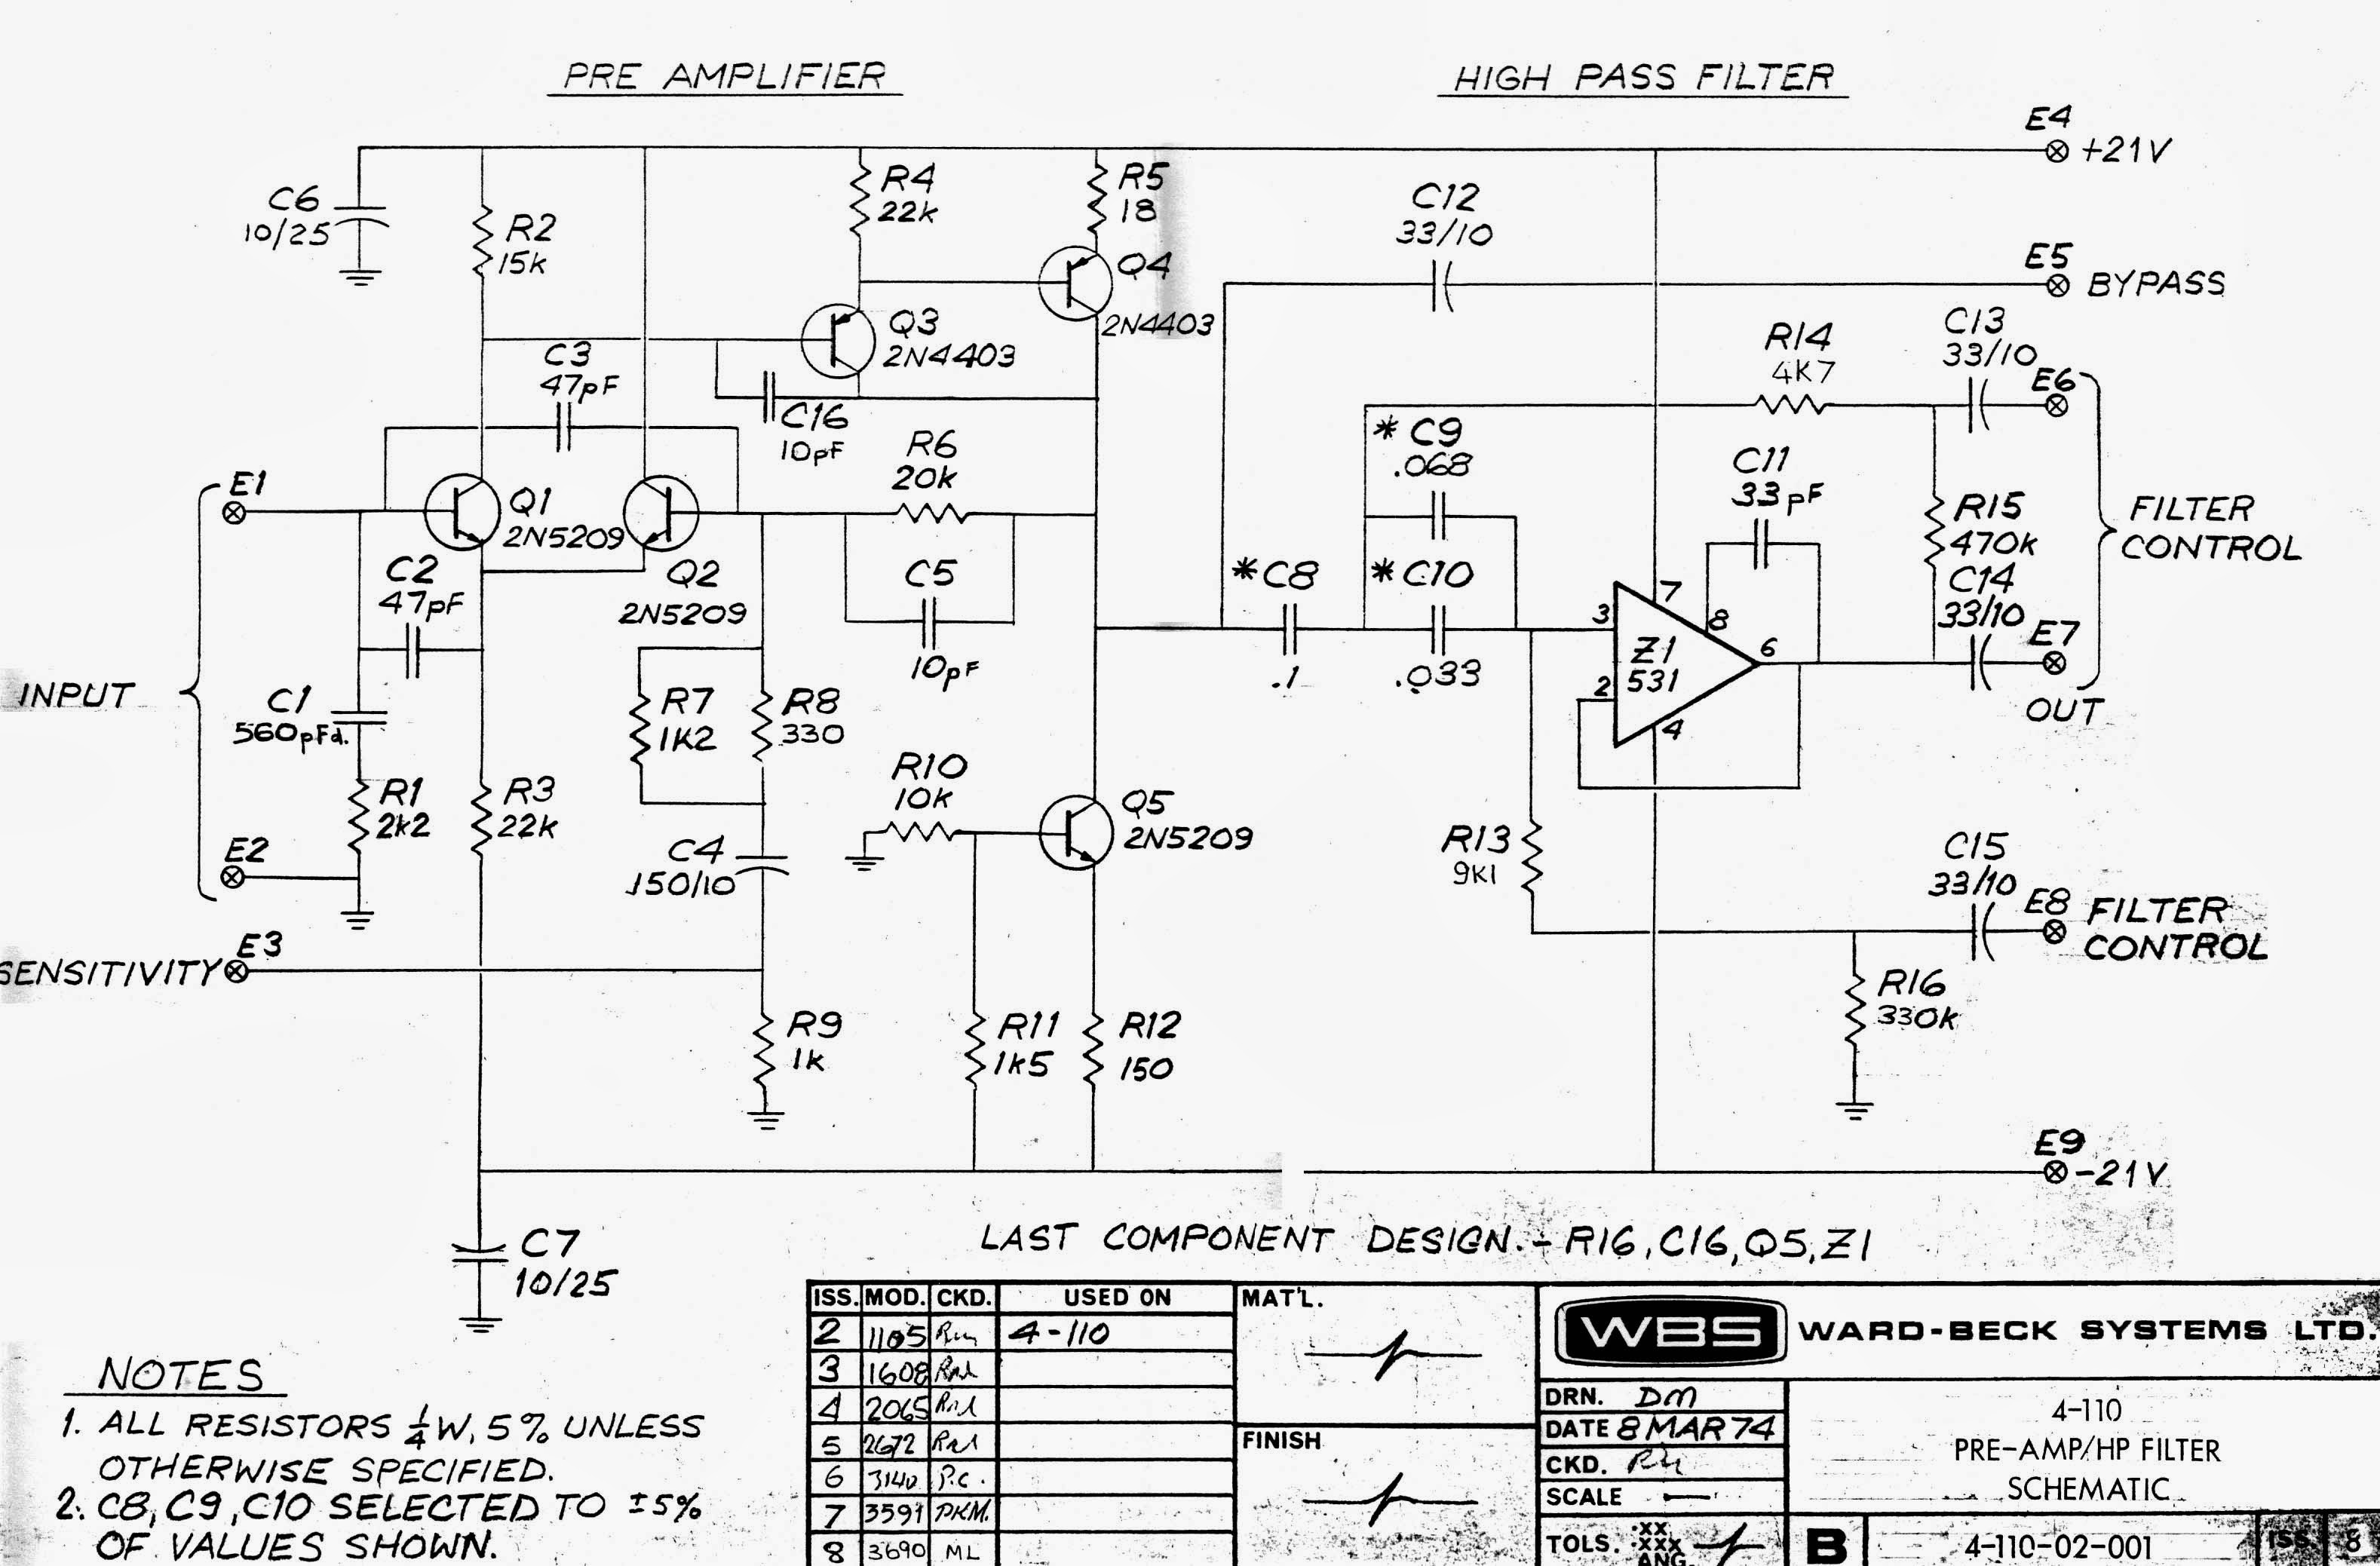 PRE AMPLIFIER
HIGH PASS FILTER
E4
+21V
C6
10/25
R2
15k
R4
22k
R5
18
Q4
2N4403
C12
33/10
E5
BYPASS
Q3
2N4403
C3
47pF
C16
10pF
R14
4K7
C13
33/10
E6
E1
Q1
2N5209
R6
20k
* C9
.068
C11
33pF
R15
470k
FILTER
CONTROL
C2
47pF
Q2
2N5209
C5
10pF
*C8
.1
*C10
.033
3
2
7
8
6
4
Z1
531
C14
33/10
E7
OUT
INPUT
C1
560pFd.
R7
1K2
R8
330
R1
2k2
R3
22k
R10
10K
Q5
2N5209
E2
C4
150/10
R13
9K1
C15
33/10
E8
FILTER
CONTROL
E3
SENSITIVITY
R9
1k
R11
1k5
R12
150
R16
330k
E9
-21V
C7
10/25
LAST COMPONENT DESIGN.- R16,C16,Q5,Z1
NOTES
1. ALL RESISTORS ¼W, 5% UNLESS
OTHERWISE SPECIFIED.
2. C8, C9, C10 SELECTED TO ±5%
OF VALUES SHOWN.
ISS. MOD. CKD. USED ON
2 1105 4-110
3 1608
4 2065
5 2672
6 3140 P.C.
7 3591 PKM.
8 3690 ML
MAT'L.
FINISH
WBS WARD-BECK SYSTEMS LTD.
DRN. DM
DATE 8 MAR 74
CKD.
SCALE
TOLS. .XX
.XXX
ANG.
4-110
PRE-AMP/HP FILTER
SCHEMATIC
B 4-110-02-001 ISS. 8